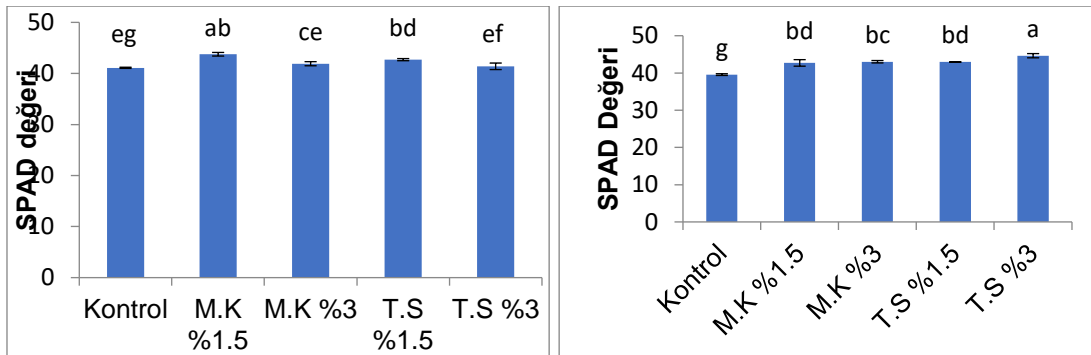 SPAD değeri
50
40
30
20
10
0
eg ab ce bd ef
Kontrol M.K %1.5 M.K %3 T.S %1.5 T.S %3
SPAD Değeri
50
40
30
20
10
0
g bd bc bd a
Kontrol M.K %1.5 M.K %3 T.S %1.5 T.S %3